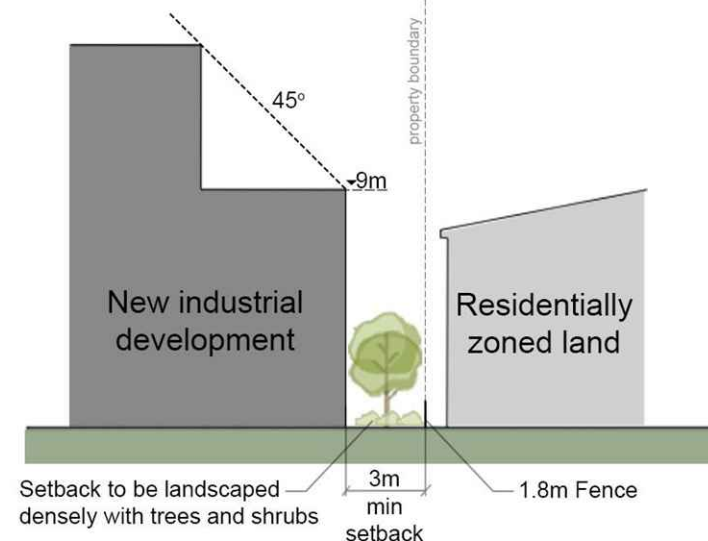 property boundary
45°
9m
New industrial
development
Residentially
zoned land
Setback to be landscaped
densely with trees and shrubs
3m
min
setback
1.8m Fence